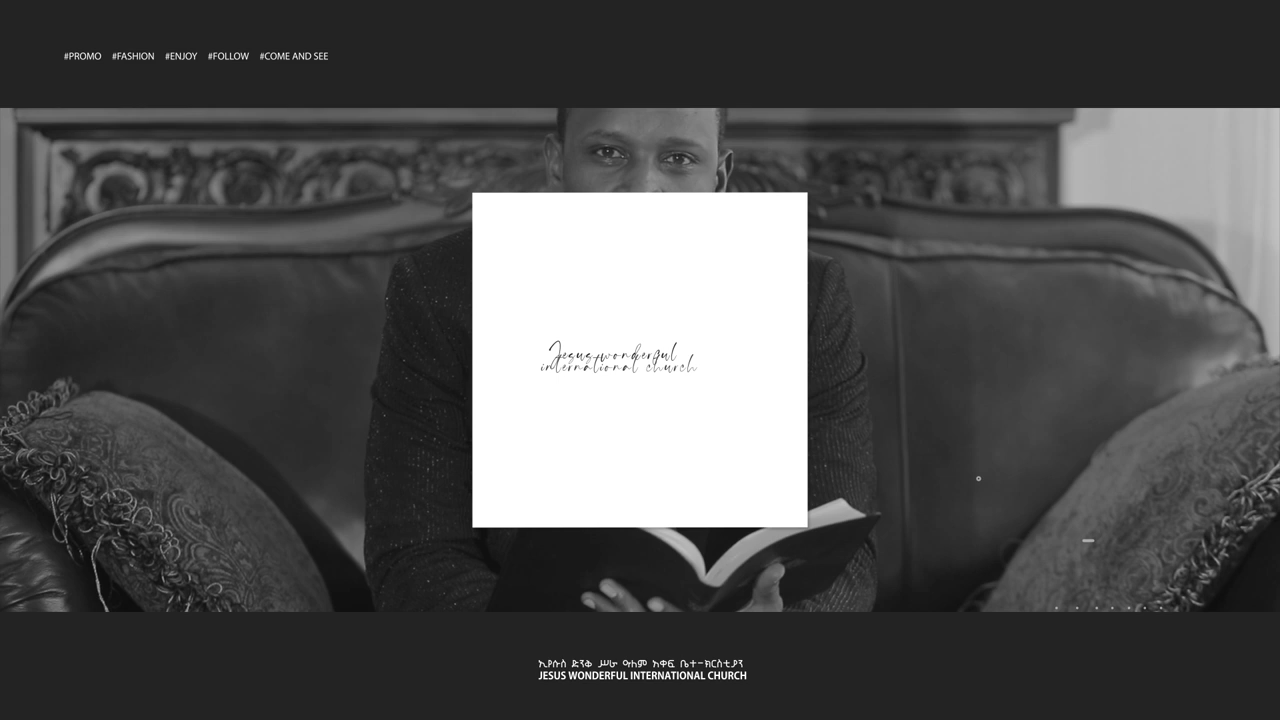 #PROMO #FASHION #ENJOY #FOLLOW #COME AND SEE
Jesus wonderful
international church
ኢየሱስ ድንቅ ሥራ ዓለም አቀፍ ቤተ-ክርስቲያን
JESUS WONDERFUL INTERNATIONAL CHURCH